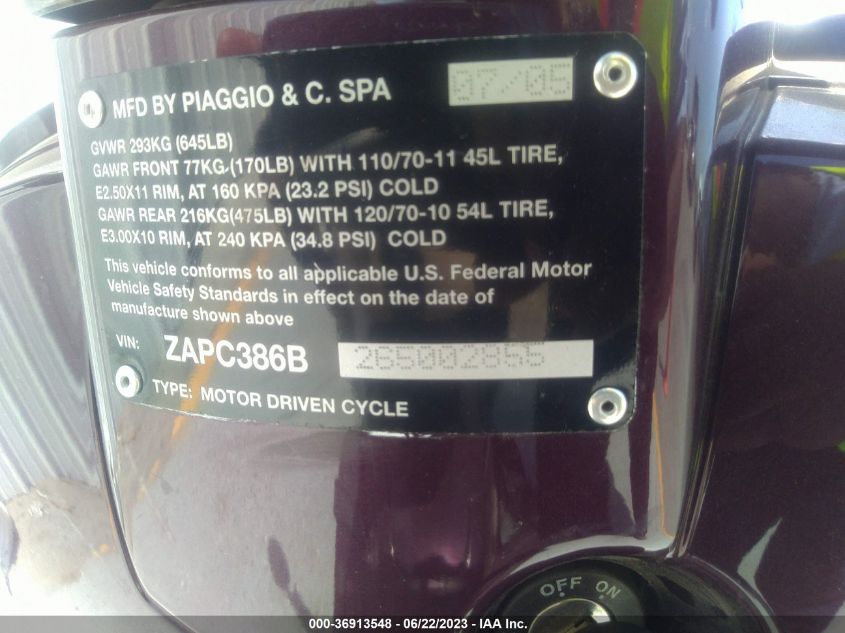 MFD BY PIAGGIO & C. SPA 07/05
GVWR 293KG (645LB)
GAWR FRONT 77KG (170LB) WITH 110/70-11 45L TIRE,
E2.50X11 RIM, AT 160 KPA (23.2 PSI) COLD
GAWR REAR 216KG(475LB) WITH 120/70-10 54L TIRE,
E3.00X10 RIM, AT 240 KPA (34.8 PSI) COLD
This vehicle conforms to all applicable U.S. Federal Motor
Vehicle Safety Standards in effect on the date of
manufacture shown above
VIN: ZAPC386B
TYPE: MOTOR DRIVEN CYCLE
OFF ON
000-36913548 - 06/22/2023 - IAA Inc.